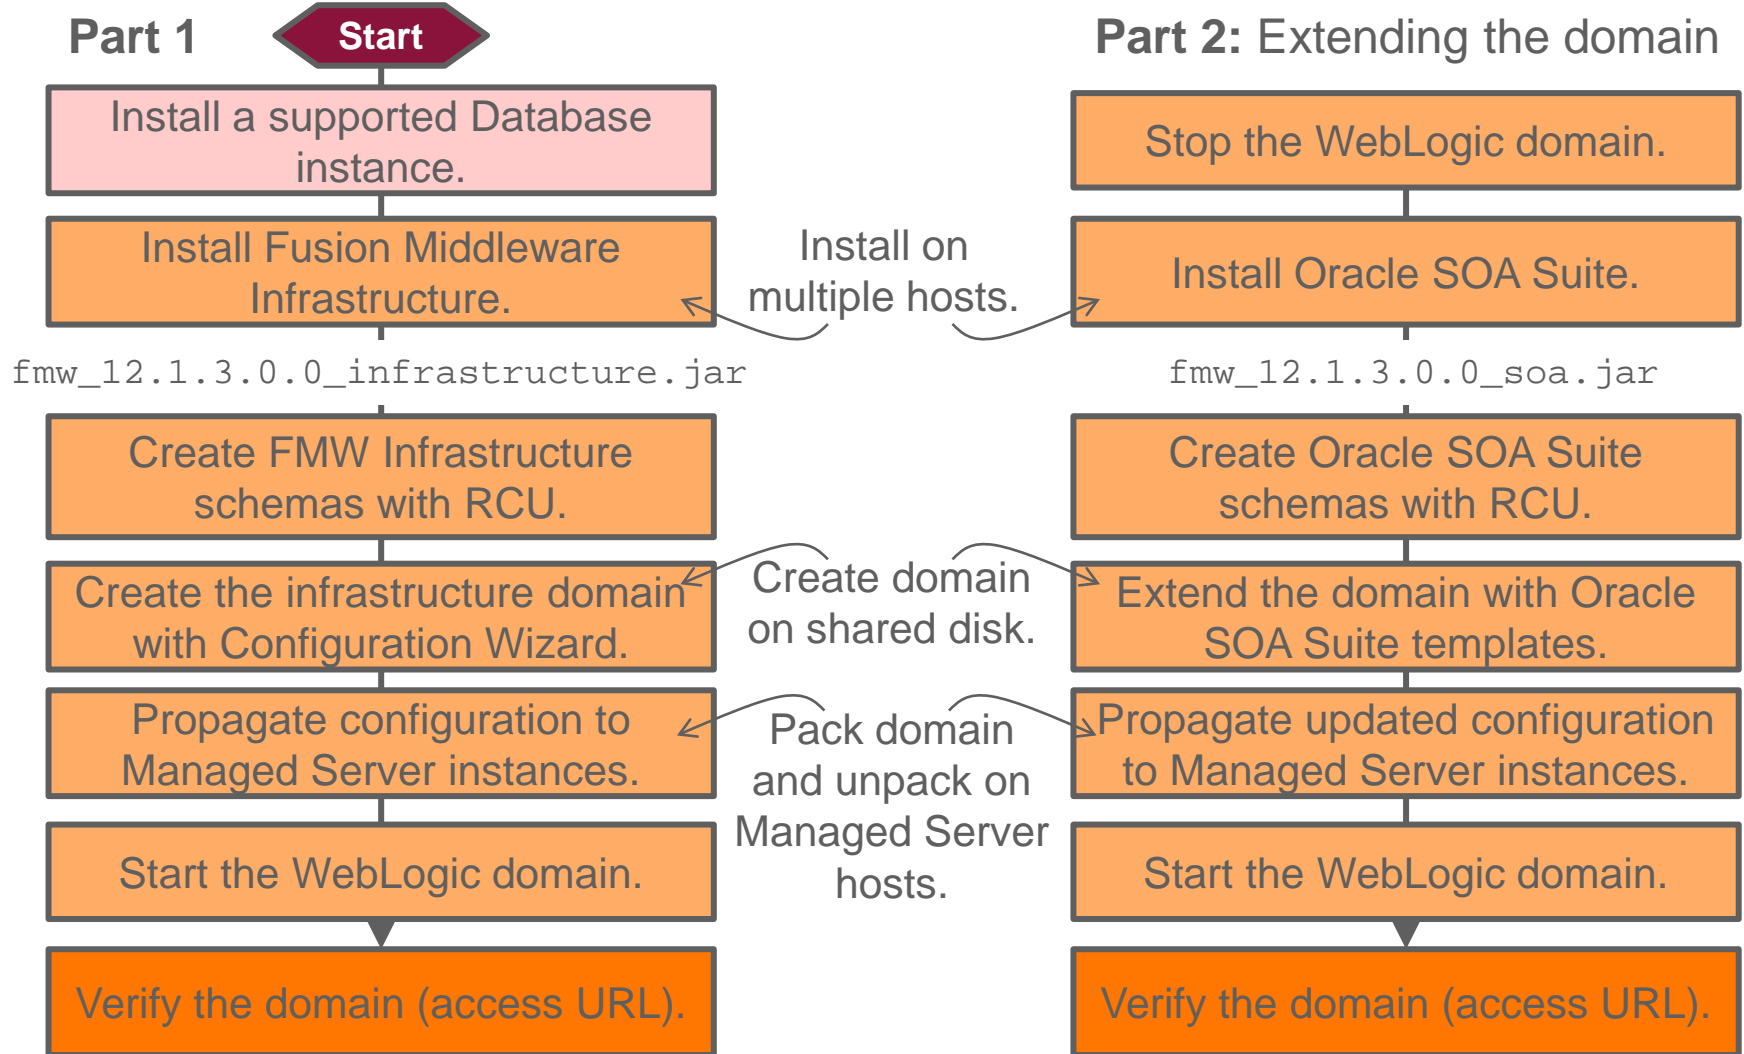 Part 1
Start
Install a supported Database
instance.
Install Fusion Middleware
Infrastructure.
fmw_12.1.3.0.0_infrastructure.jar
Create FMW Infrastructure
schemas with RCU.
Create the infrastructure domain
with Configuration Wizard.
Propagate configuration to
Managed Server instances.
Start the WebLogic domain.
Verify the domain (access URL).
Install on
multiple hosts.
Create domain
on shared disk.
Pack domain
and unpack on
Managed Server
hosts.
Part 2: Extending the domain
Stop the WebLogic domain.
Install Oracle SOA Suite.
fmw_12.1.3.0.0_soa.jar
Create Oracle SOA Suite
schemas with RCU.
Extend the domain with Oracle
SOA Suite templates.
Propagate updated configuration
to Managed Server instances.
Start the WebLogic domain.
Verify the domain (access URL).